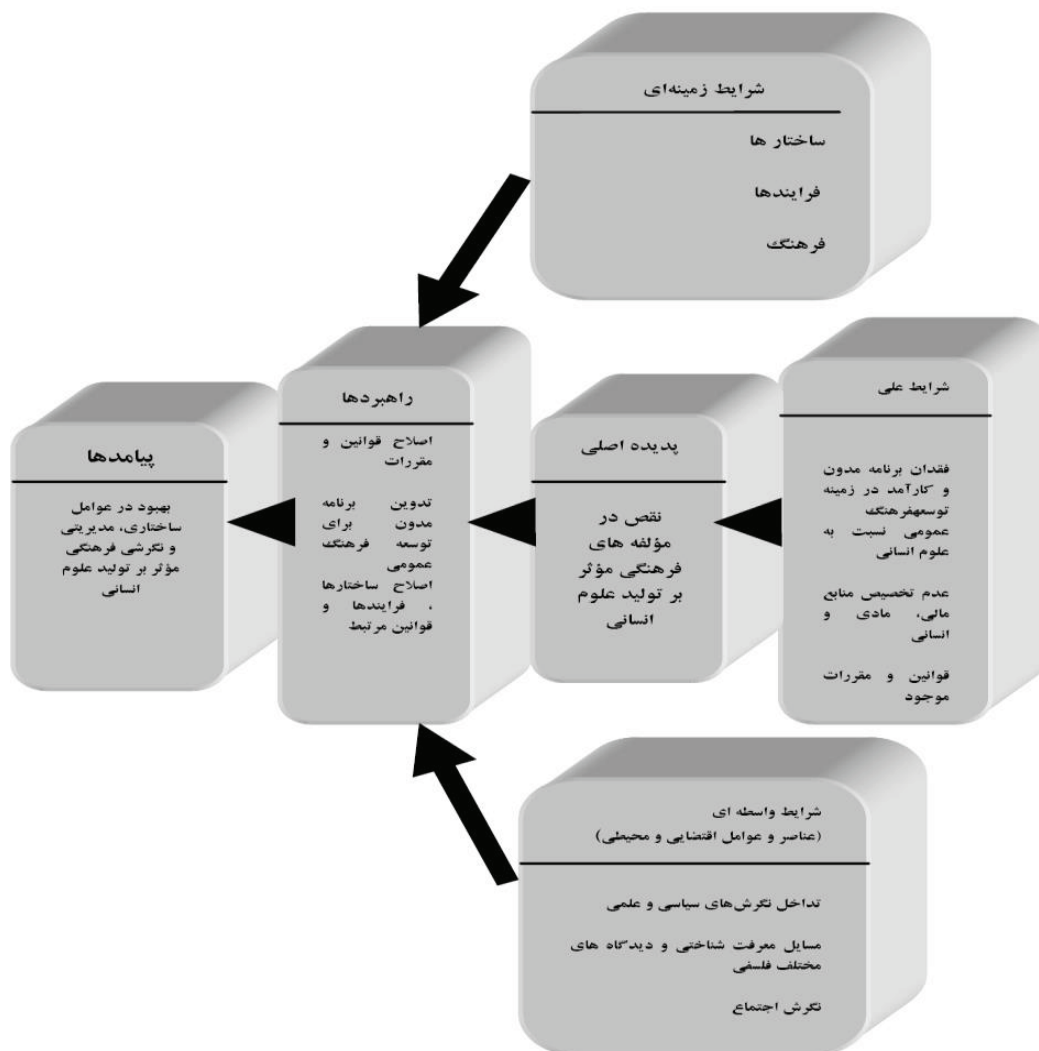 شرایط زمینه‌ای
ساختار ها
فرایندها
فرهنگ
شرایط علی
فقدان برنامه مدون
و کارآمد در زمینه
توسعهفرهنگ
عمومی نسبت به
علوم انسانی
عدم تخصیص منابع
مالی، مادی و
انسانی
قوانین و مقررات
موجود
پدیده اصلی
نقص در
مؤلفه های
فرهنگی مؤثر
بر تولید علوم
انسانی
راهبردها
اصلاح قوانین و
مقررات
تدوین برنامه
مدون برای
توسعه فرهنگ
عمومی
اصلاح ساختارها
، فرایندها و
قوانین مرتبط
پیامدها
بهبود در عوامل
ساختاری، مدیریتی
و نگرشی فرهنگی
مؤثر بر تولید علوم
انسانی
شرایط واسطه ای
(عناصر و عوامل اقتضایی و محیطی)
تداخل نگرش‌های سیاسی و علمی
مسایل معرفت شناختی و دیدگاه های
مختلف فلسفی
نگرش اجتماع